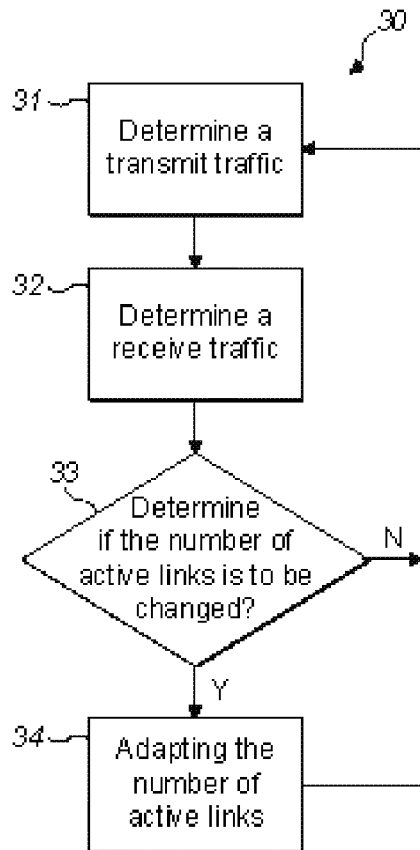 30
31
Determine a
transmit traffic
32
Determine a
receive traffic
33
Determine
if the number of
active links is to be
changed?
N
Y
34
Adapting the
number of
active links